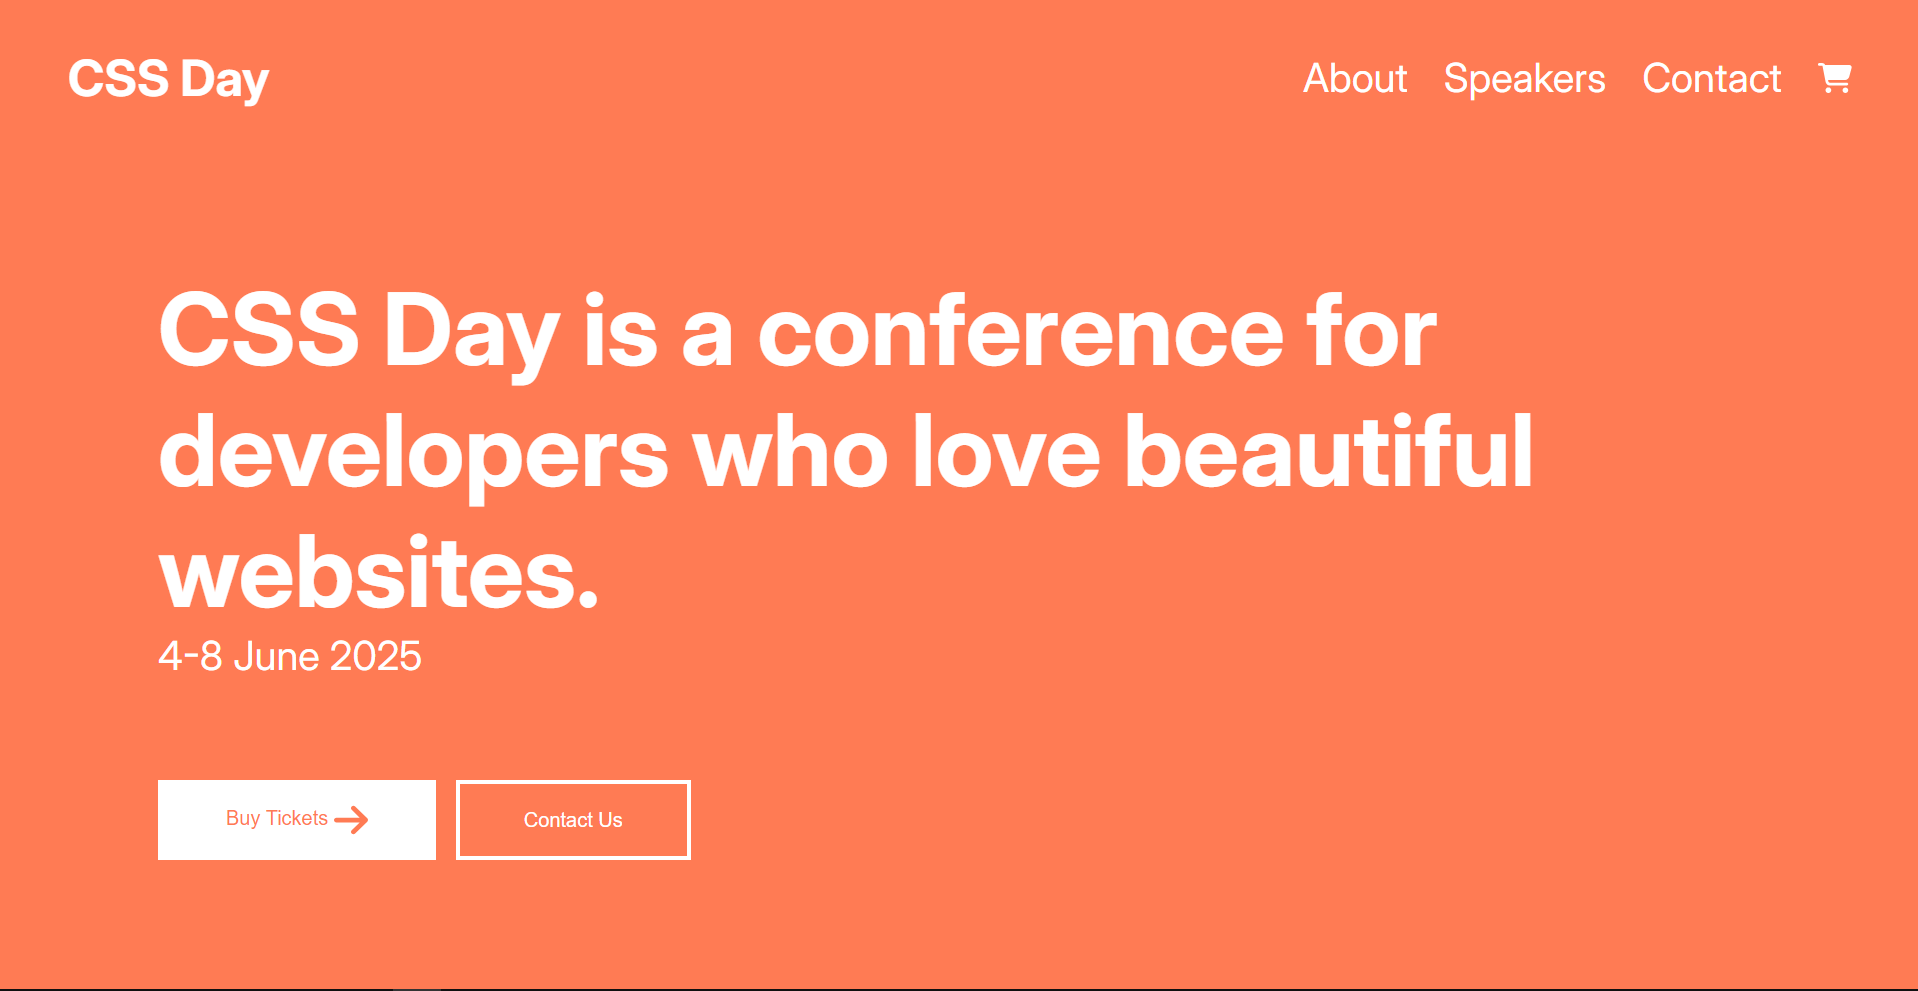 CSS Day
About Speakers Contact
CSS Day is a conference for
developers who love beautiful
websites.
4-8 June 2025
Buy Tickets
Contact Us